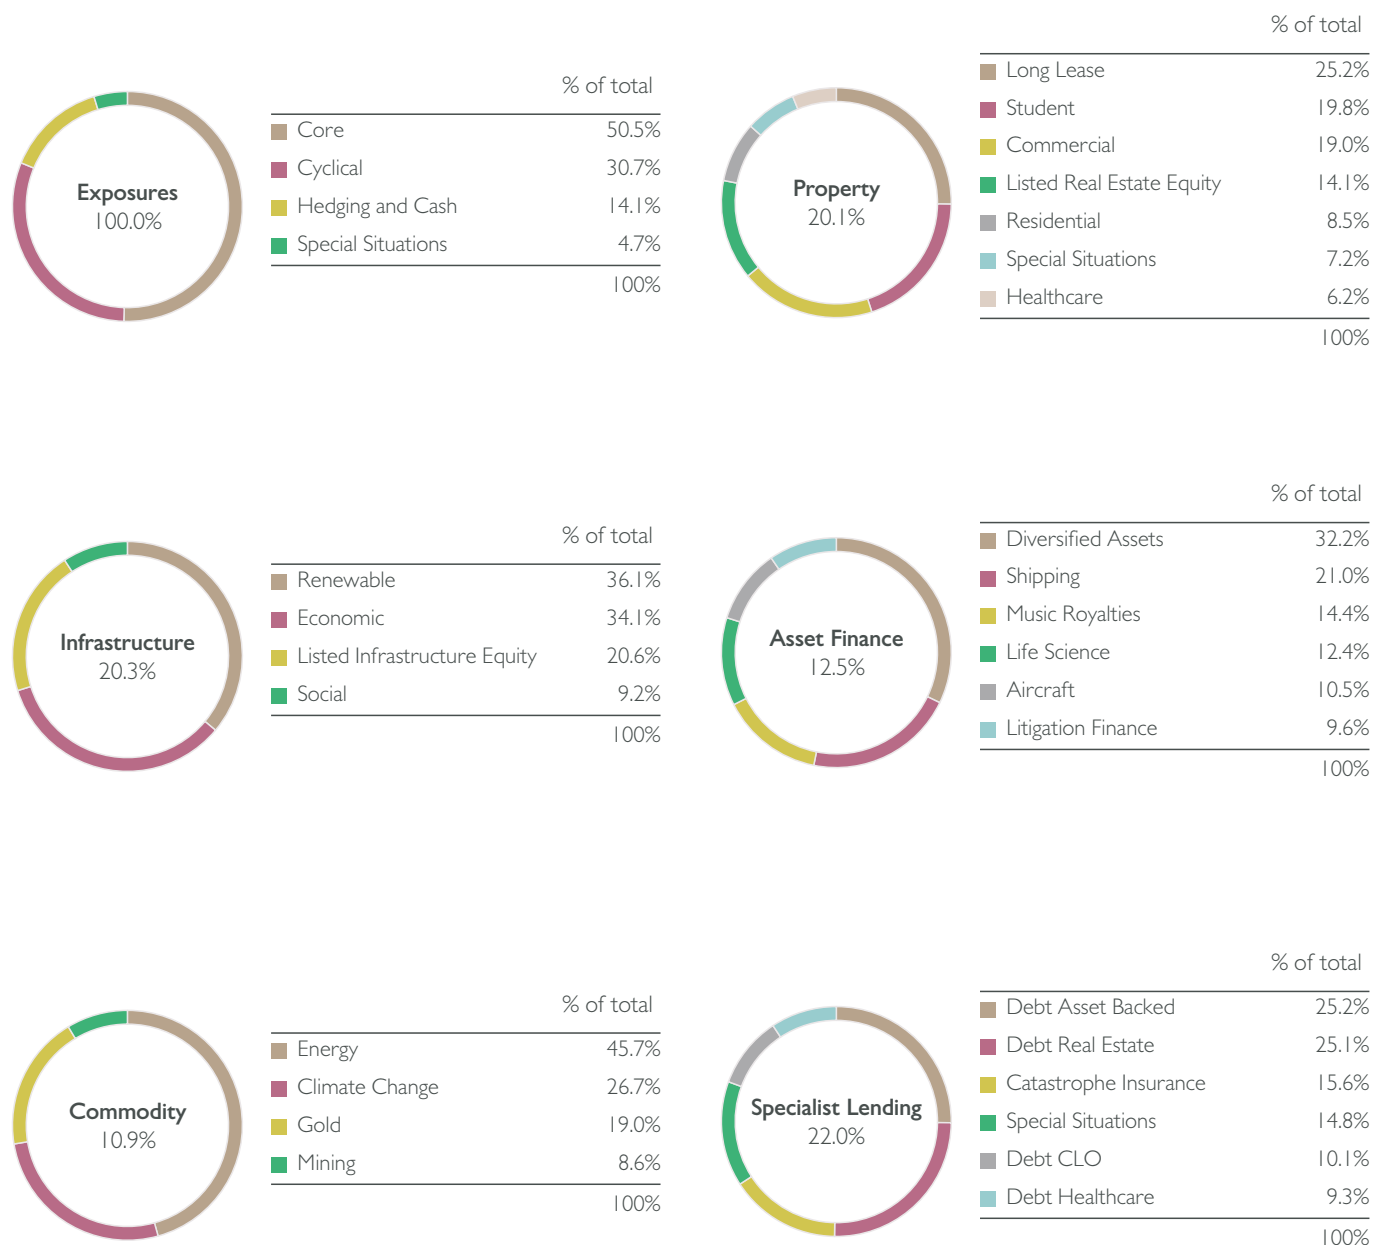 % of total
Exposures
100.0%
Core 50.5%
Cyclical 30.7%
Hedging and Cash 14.1%
Special Situations 4.7%
100%
% of total
Property
20.1%
Long Lease 25.2%
Student 19.8%
Commercial 19.0%
Listed Real Estate Equity 14.1%
Residential 8.5%
Special Situations 7.2%
Healthcare 6.2%
100%
% of total
Infrastructure
20.3%
Renewable 36.1%
Economic 34.1%
Listed Infrastructure Equity 20.6%
Social 9.2%
100%
% of total
Asset Finance
12.5%
Diversified Assets 32.2%
Shipping 21.0%
Music Royalties 14.4%
Life Science 12.4%
Aircraft 10.5%
Litigation Finance 9.6%
100%
% of total
Commodity
10.9%
Energy 45.7%
Climate Change 26.7%
Gold 19.0%
Mining 8.6%
100%
% of total
Specialist Lending
22.0%
Debt Asset Backed 25.2%
Debt Real Estate 25.1%
Catastrophe Insurance 15.6%
Special Situations 14.8%
Debt CLO 10.1%
Debt Healthcare 9.3%
100%